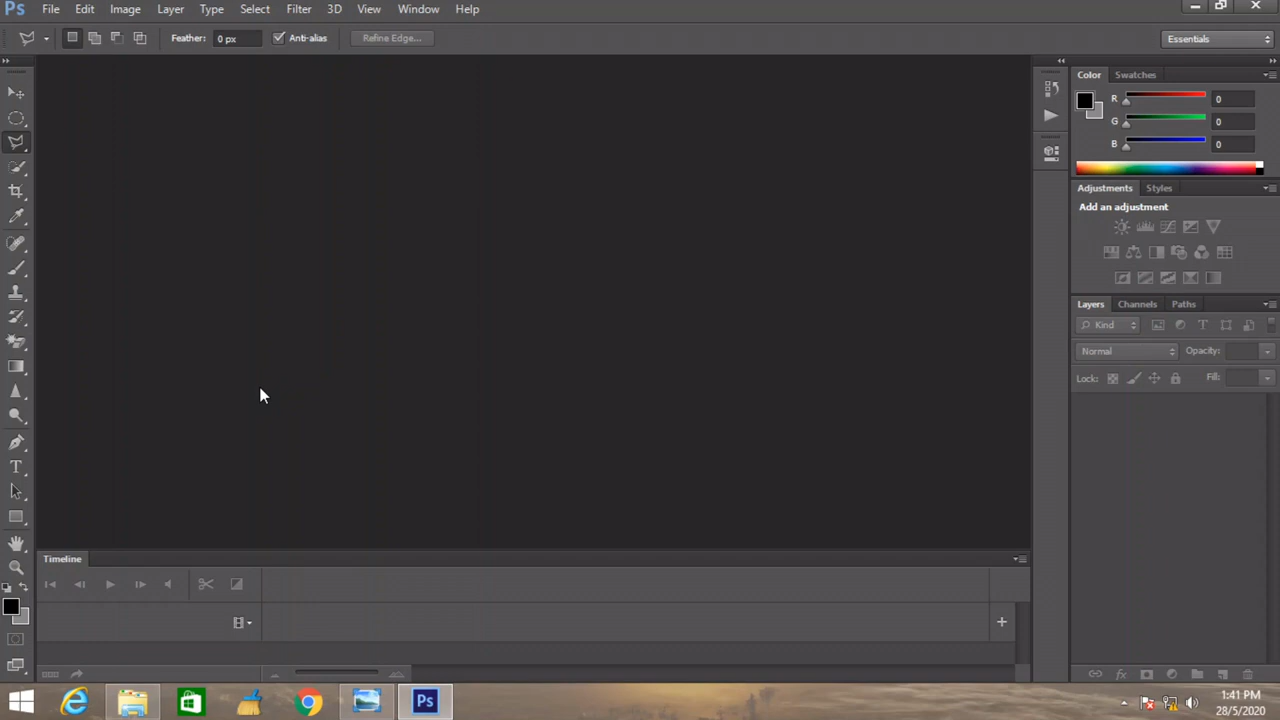 Ps File Edit Image Layer Type Select Filter 3D View Window Help
Feather: 0 px Anti-alias Refine Edge... Essentials
Color Swatches
R 0
G 0
B 0
Adjustments Styles
Add an adjustment
Layers Channels Paths
Kind T
Normal Opacity:
Lock: Fill:
T
Timeline
fx
Ps
1:41 PM
28/5/2020